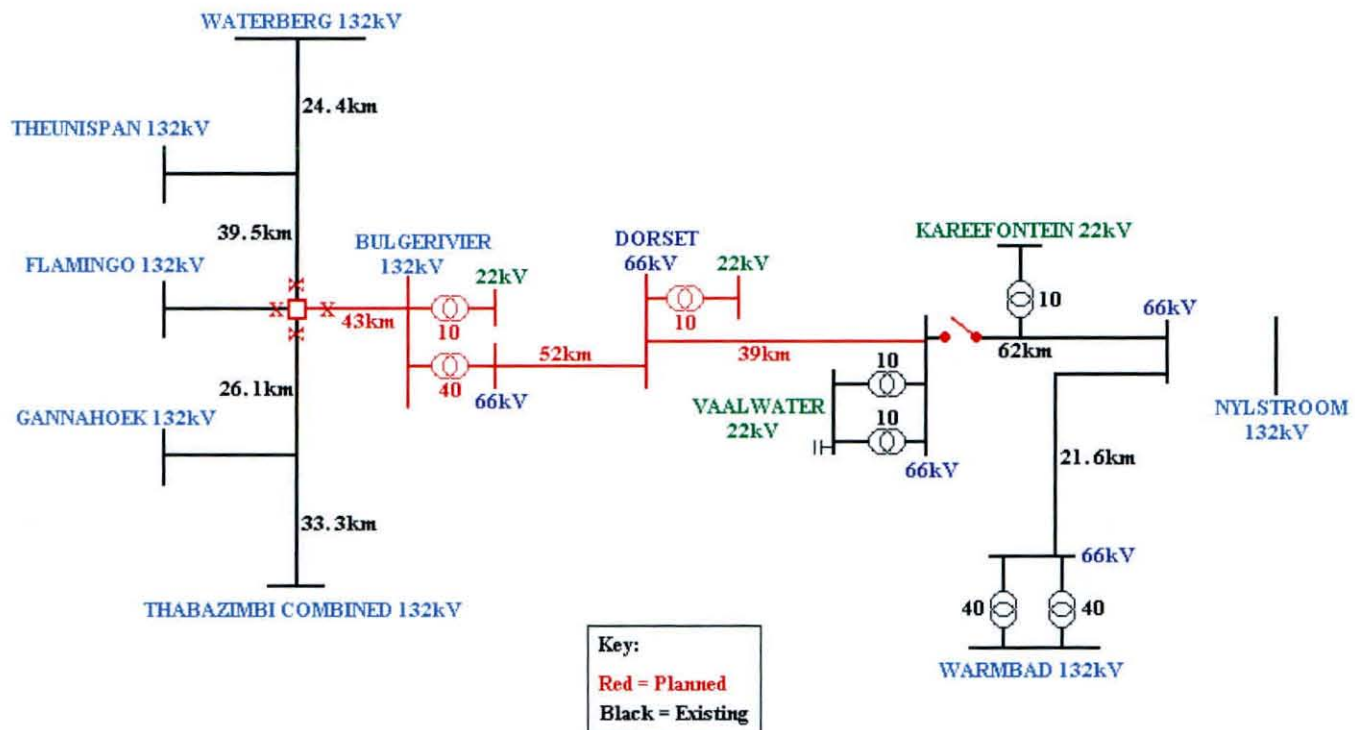 WATERBERG 132kV
24.4km
THEUNISPAN 132kV
39.5km
FLAMINGO 132kV
X
X
X
X
43km
BULGERIVIER
132kV
22kV
10
40
66kV
52km
DORSET
66kV
22kV
10
39km
KAREEFONTEIN 22kV
10
66kV
62km
VAALWATER
22kV
10
10
66kV
NYLSTROOM
132kV
26.1km
GANNAHOEK 132kV
33.3km
THABAZIMBI COMBINED 132kV
21.6km
66kV
40
40
WARMBAD 132kV
Key:
Red = Planned
Black = Existing